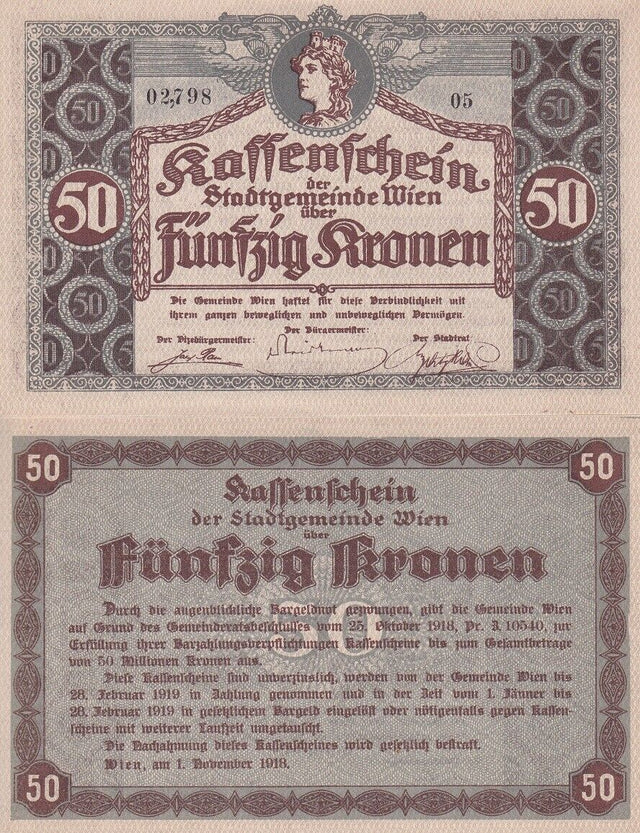 02,798
05
50
50
Kassenschein
der
Stadtgemeinde Wien
über
50
50
Fünfzig Kronen
50
50
Die Gemeinde Wien haftet für diese Verbindlichkeit mit
ihrem ganzen beweglichen und unbeweglichen Vermögen.
Der Bürgermeister:
Der Vizebürgermeister:
Der Stadtrat
50
50
Kassenschein
der Stadtgemeinde Wien
über
Fünfzig Kronen
50
Durch die augenblickliche Bargeldnot gezwungen, gibt die Gemeinde Wien
auf Grund des Gemeinderatsbeschlusses vom 25. Oktober 1918, Pr. Z. 10540, zur
Erfüllung ihrer Barzahlungsverpflichtungen Kassenscheine bis zum Gesamtbetrage
von 50 Millionen Kronen aus.
Diese Kassenscheine sind unverzinslich, werden von der Gemeinde Wien bis
28. Februar 1919 in Zahlung genommen und in der Zeit vom 1. Jänner bis
28. Februar 1919 in gesetzlichem Bargeld eingelöst oder nötigenfalls gegen Kassen-
scheine mit weiterer Laufzeit umgetauscht.
Die Nachahmung dieses Kassenscheines wird gesetzlich bestraft.
Wien, am 1. November 1918.
50
50